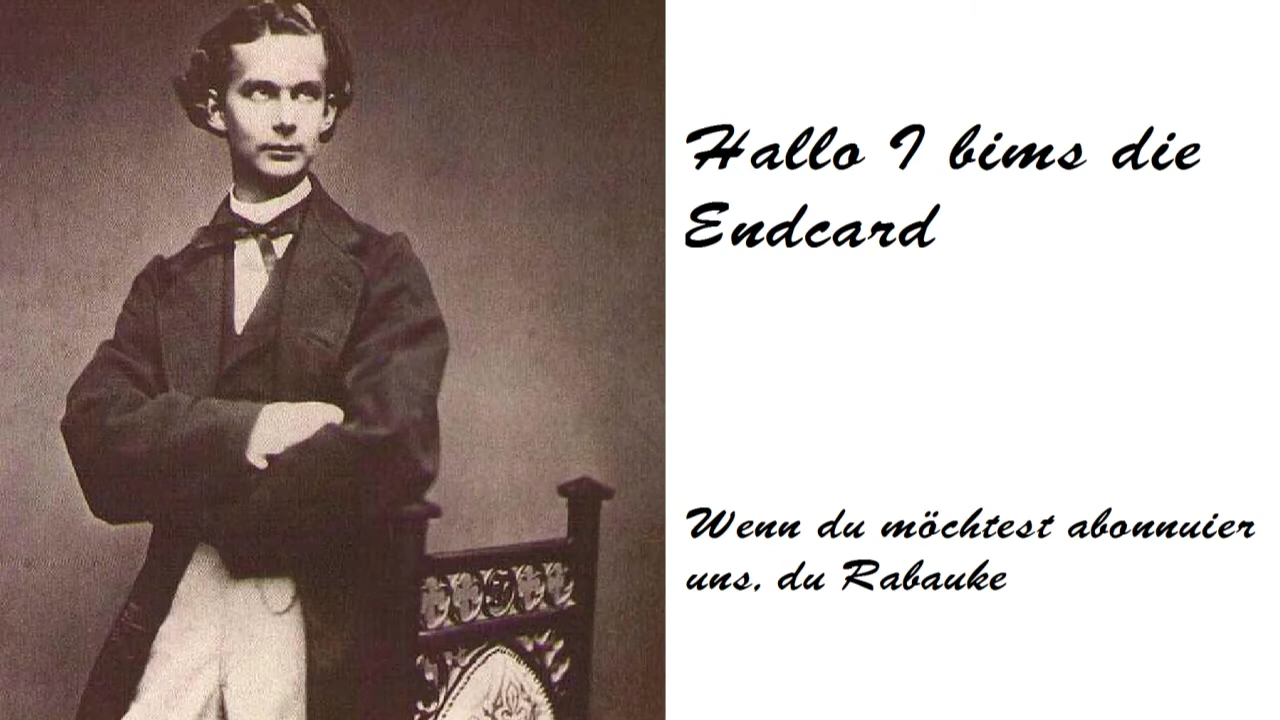 Hallo I bims die
Endcard
Wenn du möchtest abonnuier
uns, du Rabauke